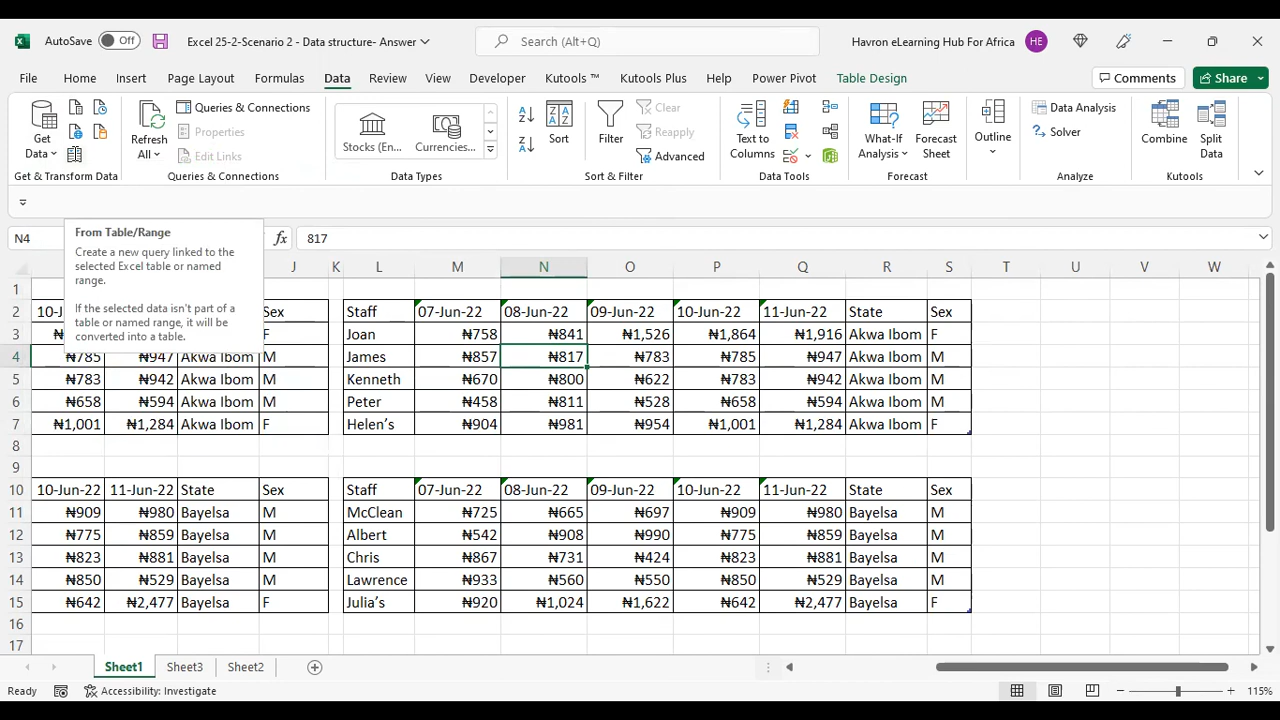 AutoSave Off Excel 25-2-Scenario 2 - Data structure- Answer Search (Alt+Q) Havron eLearning Hub For Africa HE
File Home Insert Page Layout Formulas Data Review View Developer Kutools ™ Kutools Plus Help Power Pivot Table Design Comments Share
Get Data
Refresh All
Queries & Connections
Properties
Edit Links
Stocks (En...
Currencies...
Sort
Filter
Clear
Reapply
Advanced
Text to Columns
What-If Analysis
Forecast Sheet
Outline
Data Analysis
Solver
Combine
Split Data
Get & Transform Data Queries & Connections Data Types Sort & Filter Data Tools Forecast Analyze Kutools
N4 fx 817
From Table/Range
Create a new query linked to the
selected Excel table or named
range.
If the selected data isn't part of a
table or named range, it will be
converted into a table.
J K L M N O P Q R S T U V W
1
2 Sex Staff 07-Jun-22 08-Jun-22 09-Jun-22 10-Jun-22 11-Jun-22 State Sex
3 F Joan ₦758 ₦841 ₦1,526 ₦1,864 ₦1,916 Akwa Ibom F
4 ₦785 ₦947 Akwa Ibom M James ₦857 ₦817 ₦783 ₦785 ₦947 Akwa Ibom M
5 ₦783 ₦942 Akwa Ibom M Kenneth ₦670 ₦800 ₦622 ₦783 ₦942 Akwa Ibom M
6 ₦658 ₦594 Akwa Ibom M Peter ₦458 ₦811 ₦528 ₦658 ₦594 Akwa Ibom M
7 ₦1,001 ₦1,284 Akwa Ibom F Helen’s ₦904 ₦981 ₦954 ₦1,001 ₦1,284 Akwa Ibom F
8
9
10 10-Jun-22 11-Jun-22 State Sex Staff 07-Jun-22 08-Jun-22 09-Jun-22 10-Jun-22 11-Jun-22 State Sex
11 ₦909 ₦980 Bayelsa M McClean ₦725 ₦665 ₦697 ₦909 ₦980 Bayelsa M
12 ₦775 ₦859 Bayelsa M Albert ₦542 ₦908 ₦990 ₦775 ₦859 Bayelsa M
13 ₦823 ₦881 Bayelsa M Chris ₦867 ₦731 ₦424 ₦823 ₦881 Bayelsa M
14 ₦850 ₦529 Bayelsa M Lawrence ₦933 ₦560 ₦550 ₦850 ₦529 Bayelsa M
15 ₦642 ₦2,477 Bayelsa F Julia’s ₦920 ₦1,024 ₦1,622 ₦642 ₦2,477 Bayelsa F
16
17
Sheet1 Sheet3 Sheet2
Ready Accessibility: Investigate 115%